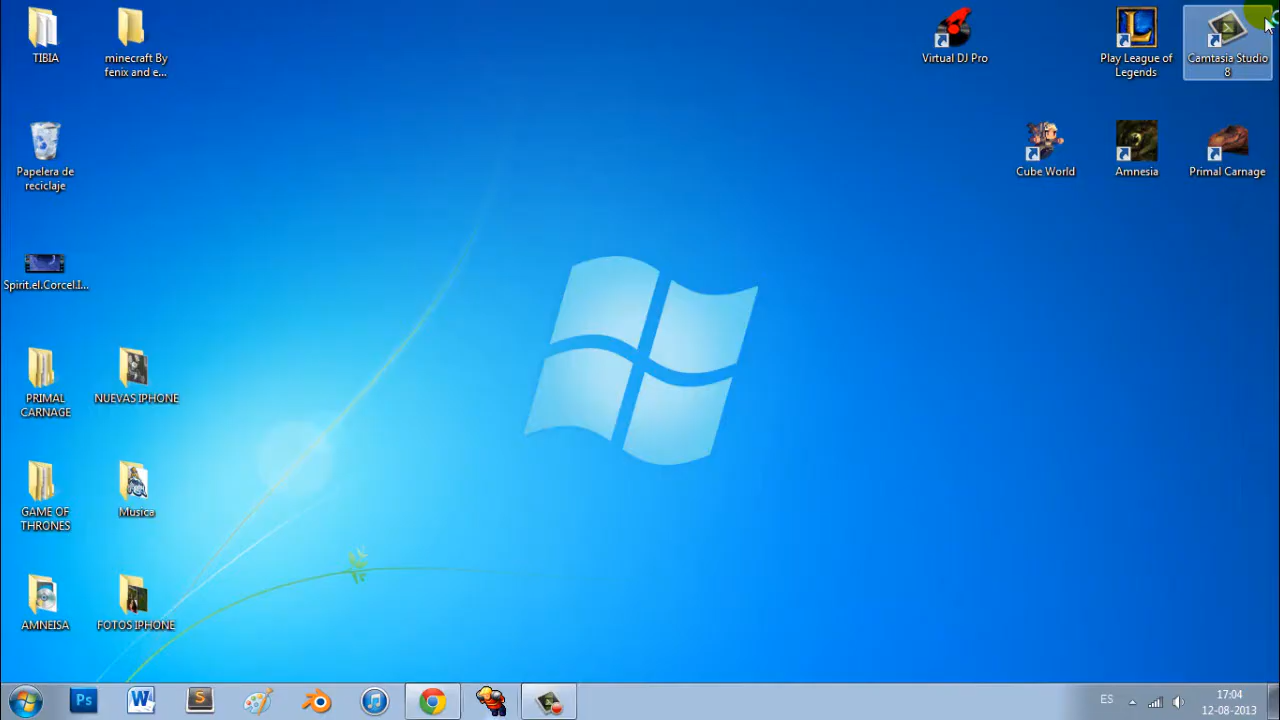 TIBIA
minecraft By
fenix and e...
Virtual DJ Pro
Play League of
Legends
Camtasia Studio
8
Papelera de
reciclaje
Cube World
Amnesia
Primal Carnage
Spirit.el.Corcel.I...
PRIMAL
CARNAGE
NUEVAS IPHONE
GAME OF
THRONES
Musica
AMNEISA
FOTOS IPHONE
Ps
W
S
ES
17:04
12-08-2013